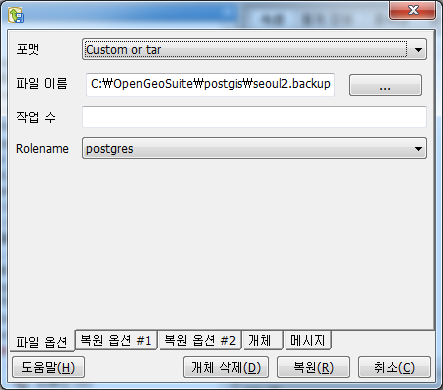 포맷 Custom or tar
파일 이름 C:₩OpenGeoSuite₩postgis₩seoul2.backup ...
작업 수
Rolename postgres
파일 옵션 복원 옵션 #1 복원 옵션 #2 개체 메시지
도움말(H) 개체 삭제(D) 복원(R) 취소(C)